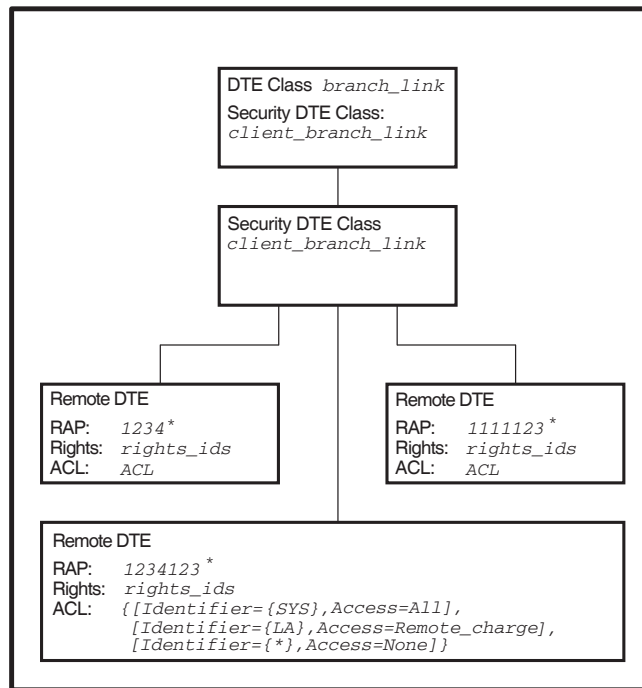 DTE Class branch_link
Security DTE Class:
client_branch_link
Security DTE Class
client_branch_link
Remote DTE
RAP: 1234*
Rights: rights_ids
ACL: ACL
Remote DTE
RAP: 1111123*
Rights: rights_ids
ACL: ACL
Remote DTE
RAP: 1234123*
Rights: rights_ids
ACL: {[Identifier={SYS},Access=All],
[Identifier={LA},Access=Remote_charge],
[Identifier={*},Access=None]}